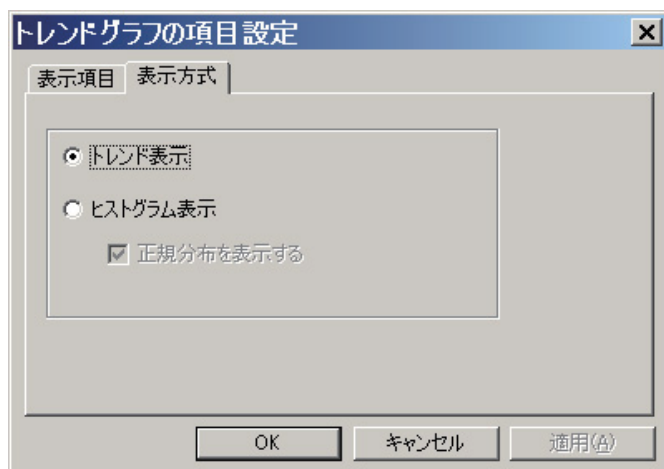 トレンドグラフの項目設定
表示項目 表示方式
トレンド表示
ヒストグラム表示
正規分布を表示する
OK キャンセル 適用(A)